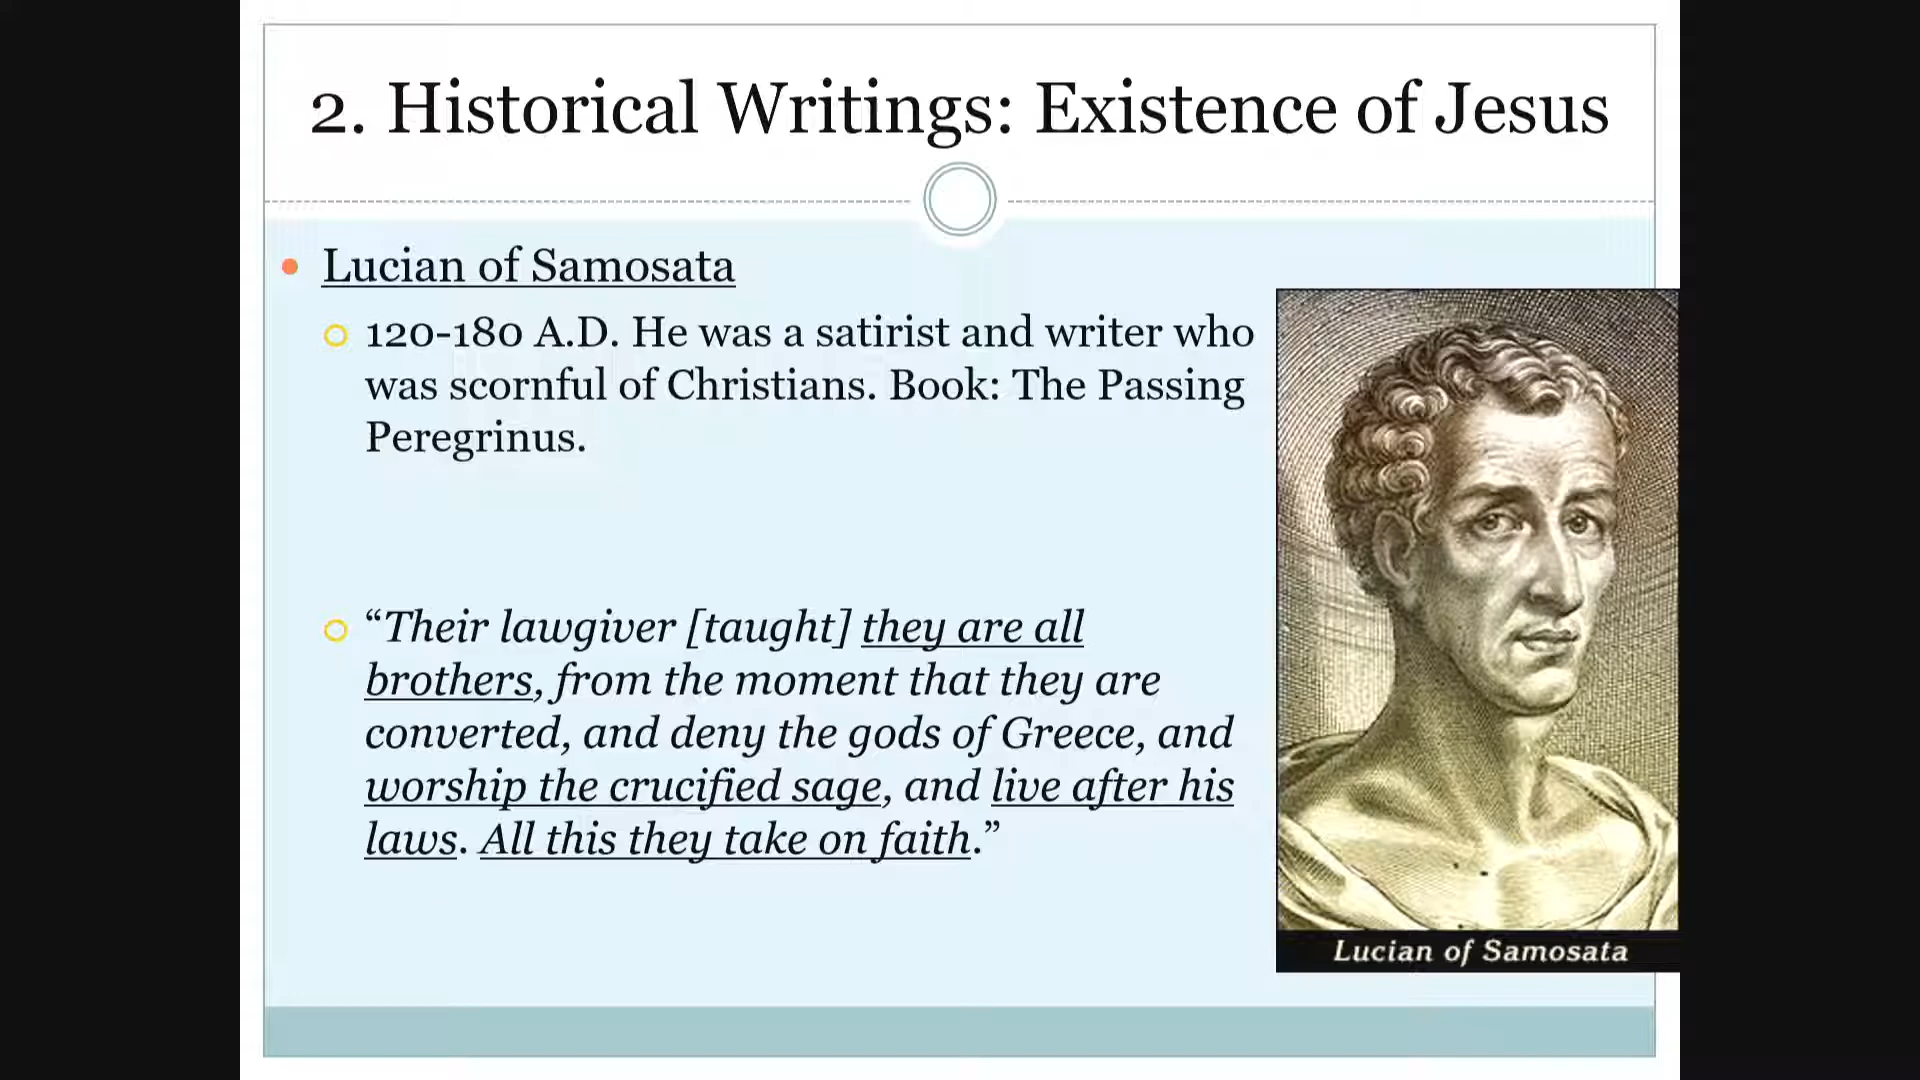 2. Historical Writings: Existence of Jesus
Lucian of Samosata
120-180 A.D. He was a satirist and writer who
was scornful of Christians. Book: The Passing
Peregrinus.
“Their lawgiver [taught] they are all
brothers, from the moment that they are
converted, and deny the gods of Greece, and
worship the crucified sage, and live after his
laws. All this they take on faith.”
Lucian of Samosata